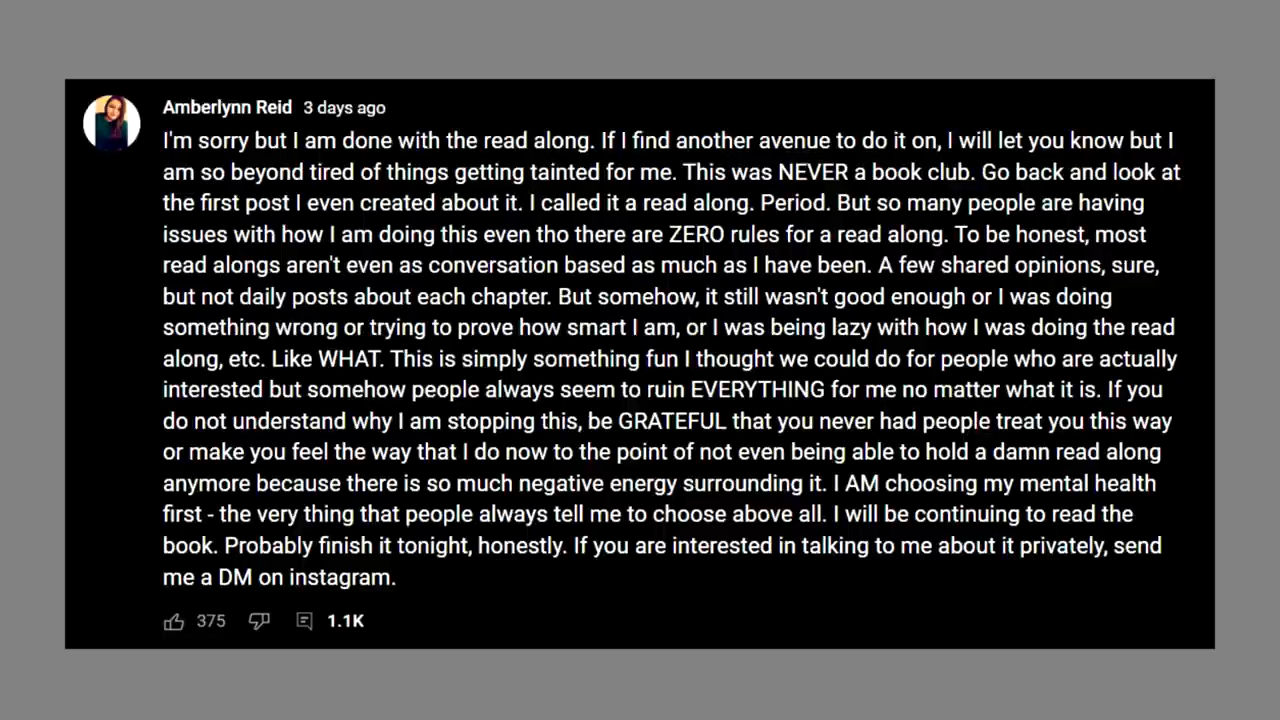 Amberlynn Reid 3 days ago
I'm sorry but I am done with the read along. If I find another avenue to do it on, I will let you know but I
am so beyond tired of things getting tainted for me. This was NEVER a book club. Go back and look at
the first post I even created about it. I called it a read along. Period. But so many people are having
issues with how I am doing this even tho there are ZERO rules for a read along. To be honest, most
read alongs aren't even as conversation based as much as I have been. A few shared opinions, sure,
but not daily posts about each chapter. But somehow, it still wasn't good enough or I was doing
something wrong or trying to prove how smart I am, or I was being lazy with how I was doing the read
along, etc. Like WHAT. This is simply something fun I thought we could do for people who are actually
interested but somehow people always seem to ruin EVERYTHING for me no matter what it is. If you
do not understand why I am stopping this, be GRATEFUL that you never had people treat you this way
or make you feel the way that I do now to the point of not even being able to hold a damn read along
anymore because there is so much negative energy surrounding it. I AM choosing my mental health
first - the very thing that people always tell me to choose above all. I will be continuing to read the
book. Probably finish it tonight, honestly. If you are interested in talking to me about it privately, send
me a DM on instagram.
375 1.1K